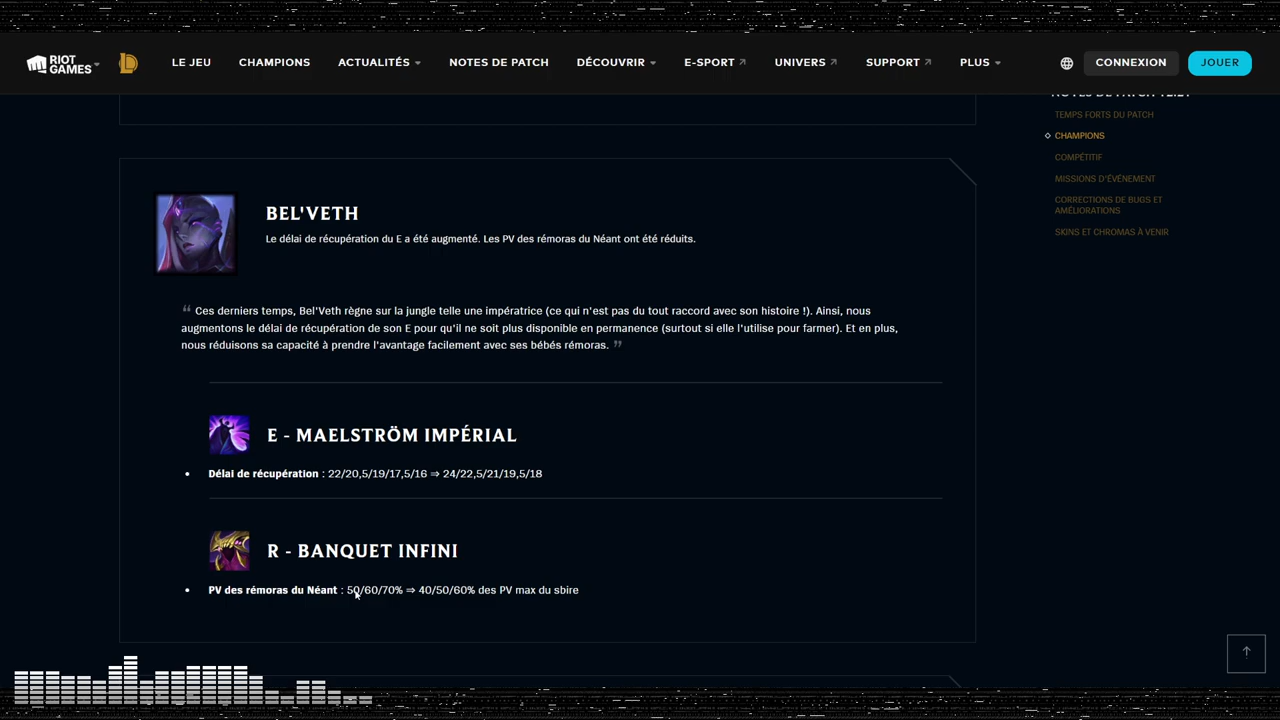 RIOT GAMES
LE JEU CHAMPIONS ACTUALITÉS NOTES DE PATCH DÉCOUVRIR E-SPORT UNIVERS SUPPORT PLUS CONNEXION JOUER
NOTES DE PATCH 12.21
TEMPS FORTS DU PATCH
CHAMPIONS
COMPÉTITIF
MISSIONS D'ÉVÉNEMENT
CORRECTIONS DE BUGS ET
AMÉLIORATIONS
SKINS ET CHROMAS À VENIR
BEL'VETH
Le délai de récupération du E a été augmenté. Les PV des rémoras du Néant ont été réduits.
" Ces derniers temps, Bel'Veth règne sur la jungle telle une impératrice (ce qui n'est pas du tout raccord avec son histoire !). Ainsi, nous
augmentons le délai de récupération de son E pour qu'il ne soit plus disponible en permanence (surtout si elle l'utilise pour farmer). Et en plus,
nous réduisons sa capacité à prendre l'avantage facilement avec ses bébés rémoras. "
E - MAELSTRÖM IMPÉRIAL
• Délai de récupération : 22/20,5/19/17,5/16 ⇒ 24/22,5/21/19,5/18
R - BANQUET INFINI
• PV des rémoras du Néant : 50/60/70% ⇒ 40/50/60% des PV max du sbire